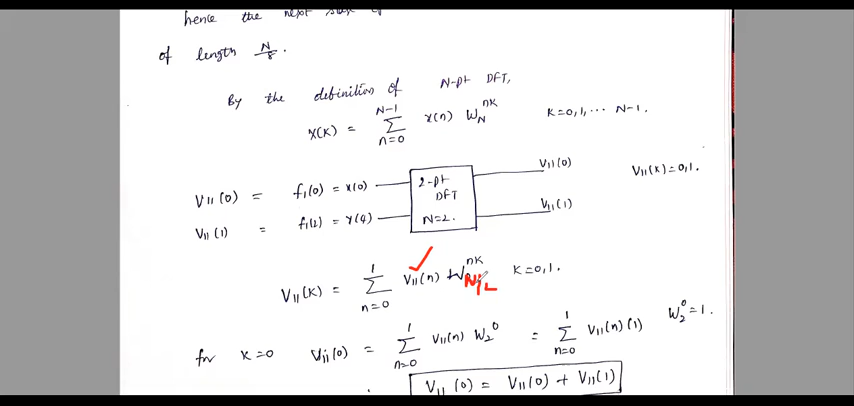 hence the next
of length N/8.
By the definition of N-pt DFT,
X(K) = Σ_{n=0}^{N-1} x(n) W_N^{nk} K=0,1,... N-1.
V11(0) = f1(0) = x(0) V11(0) V11(K)=0,1.
2-pt DFT N=2.
V11(1) = f1(2) = x(4) V11(1)
V11(K) = Σ_{n=0}^{1} V11(n) W^{nk} K=0,1.
for K=0 V11(0) = Σ_{n=0}^{1} V11(n) W_2^0 = Σ_{n=0}^{1} V11(n)(1) W_2^0=1.
V11(0) = V11(0) + V11(1)